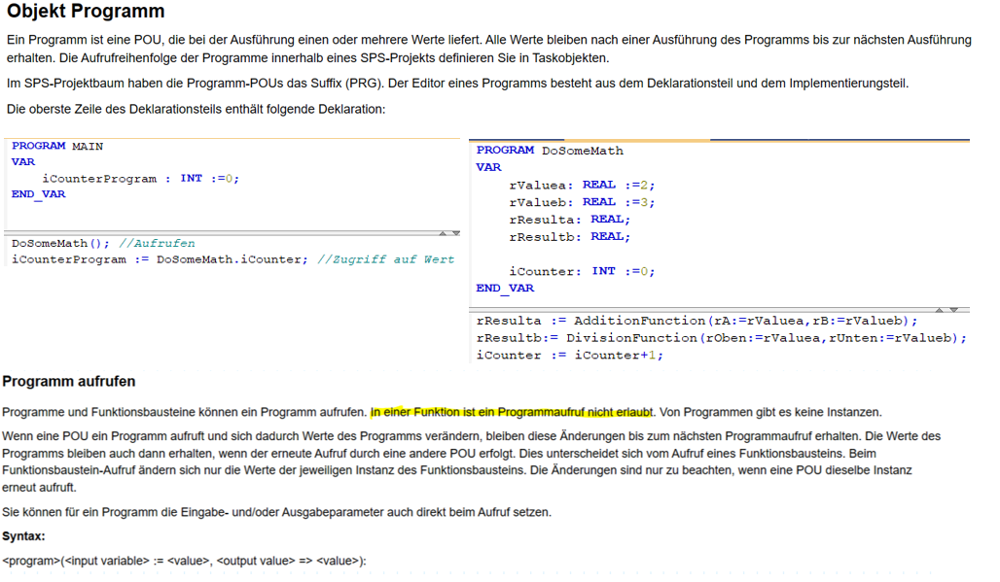 Objekt Programm
Ein Programm ist eine POU, die bei der Ausführung einen oder mehrere Werte liefert. Alle Werte bleiben nach einer Ausführung des Programms bis zur nächsten Ausführung
erhalten. Die Aufrufreihenfolge der Programme innerhalb eines SPS-Projekts definieren Sie in Taskobjekten.
Im SPS-Projektbaum haben die Programm-POUs das Suffix (PRG). Der Editor eines Programms besteht aus dem Deklarationsteil und dem Implementierungsteil.
Die oberste Zeile des Deklarationsteils enthält folgende Deklaration:
PROGRAM MAIN
VAR
iCounterProgram : INT :=0;
END_VAR
DoSomeMath(); //Aufrufen
iCounterProgram := DoSomeMath.iCounter; //Zugriff auf Wert
PROGRAM DoSomeMath
VAR
rValuea: REAL :=2;
rValueb: REAL :=3;
rResulta: REAL;
rResultb: REAL;
iCounter: INT :=0;
END_VAR
rResulta := AdditionFunction(rA:=rValuea,rB:=rValueb);
rResultb:= DivisionFunction(rOben:=rValuea,rUnten:=rValueb);
iCounter := iCounter+1;
Programm aufrufen
Programme und Funktionsbausteine können ein Programm aufrufen. In einer Funktion ist ein Programmaufruf nicht erlaubt. Von Programmen gibt es keine Instanzen.
Wenn eine POU ein Programm aufruft und sich dadurch Werte des Programms verändern, bleiben diese Änderungen bis zum nächsten Programmaufruf erhalten. Die Werte des
Programms bleiben auch dann erhalten, wenn der erneute Aufruf durch eine andere POU erfolgt. Dies unterscheidet sich vom Aufruf eines Funktionsbausteins. Beim
Funktionsbaustein-Aufruf ändern sich nur die Werte der jeweiligen Instanz des Funktionsbausteins. Die Änderungen sind nur zu beachten, wenn eine POU dieselbe Instanz
erneut aufruft.
Sie können für ein Programm die Eingabe- und/oder Ausgabeparameter auch direkt beim Aufruf setzen.
Syntax:
<program>(<input variable> := <value>, <output value> => <value>):